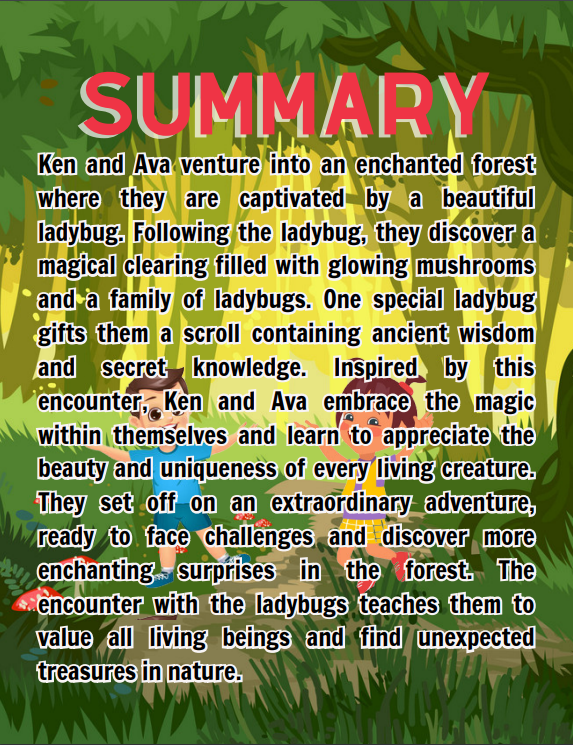 SUMMARY
Ken and Ava venture into an enchanted forest
where they are captivated by a beautiful
ladybug. Following the ladybug, they discover a
magical clearing filled with glowing mushrooms
and a family of ladybugs. One special ladybug
gifts them a scroll containing ancient wisdom
and secret knowledge. Inspired by this
encounter, Ken and Ava embrace the magic
within themselves and learn to appreciate the
beauty and uniqueness of every living creature.
They set off on an extraordinary adventure,
ready to face challenges and discover more
enchanting surprises in the forest. The
encounter with the ladybugs teaches them to
value all living beings and find unexpected
treasures in nature.